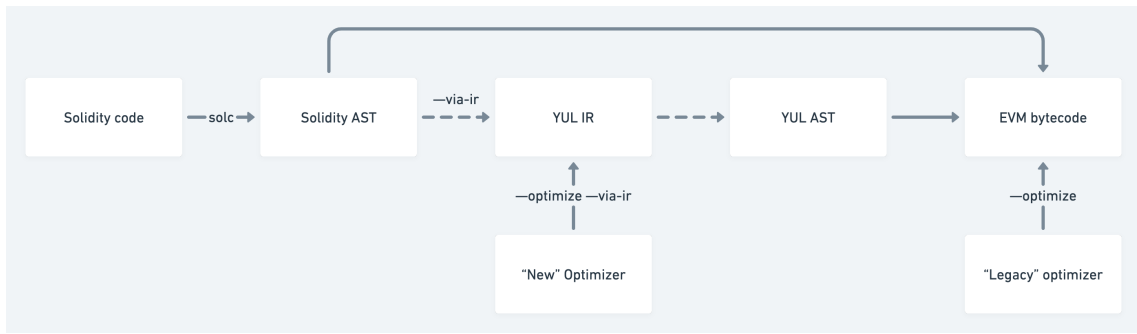 —via-ir
Solidity code
solc
Solidity AST
YUL IR
YUL AST
EVM bytecode
—optimize —via-ir
—optimize
“New” Optimizer
“Legacy” optimizer